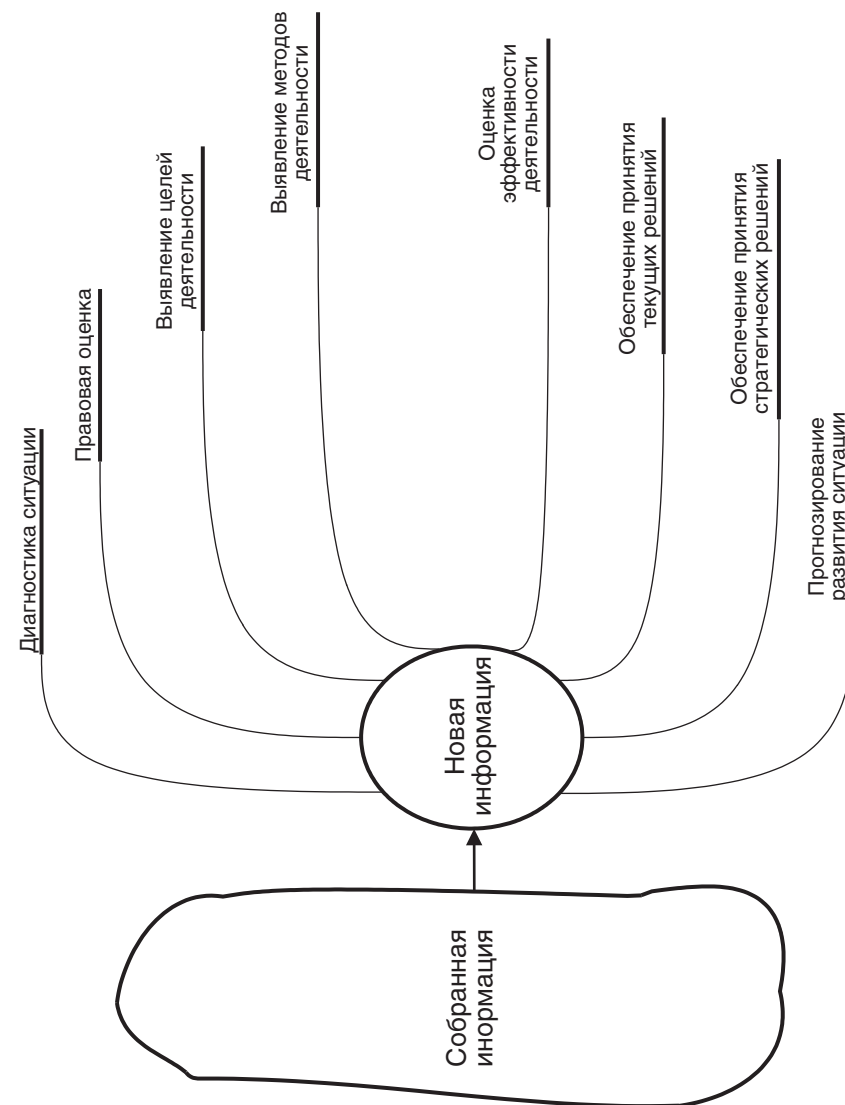 Диагностика ситуации
Правовая оценка
Выявление целей
деятельности
Выявление методов
деятельности
Оценка
эффективности
деятельности
Обеспечение принятия
текущих решений
Обеспечение принятия
стратегических решений
Прогнозирование
развития ситуации
Новая
информация
Собранная
инормация